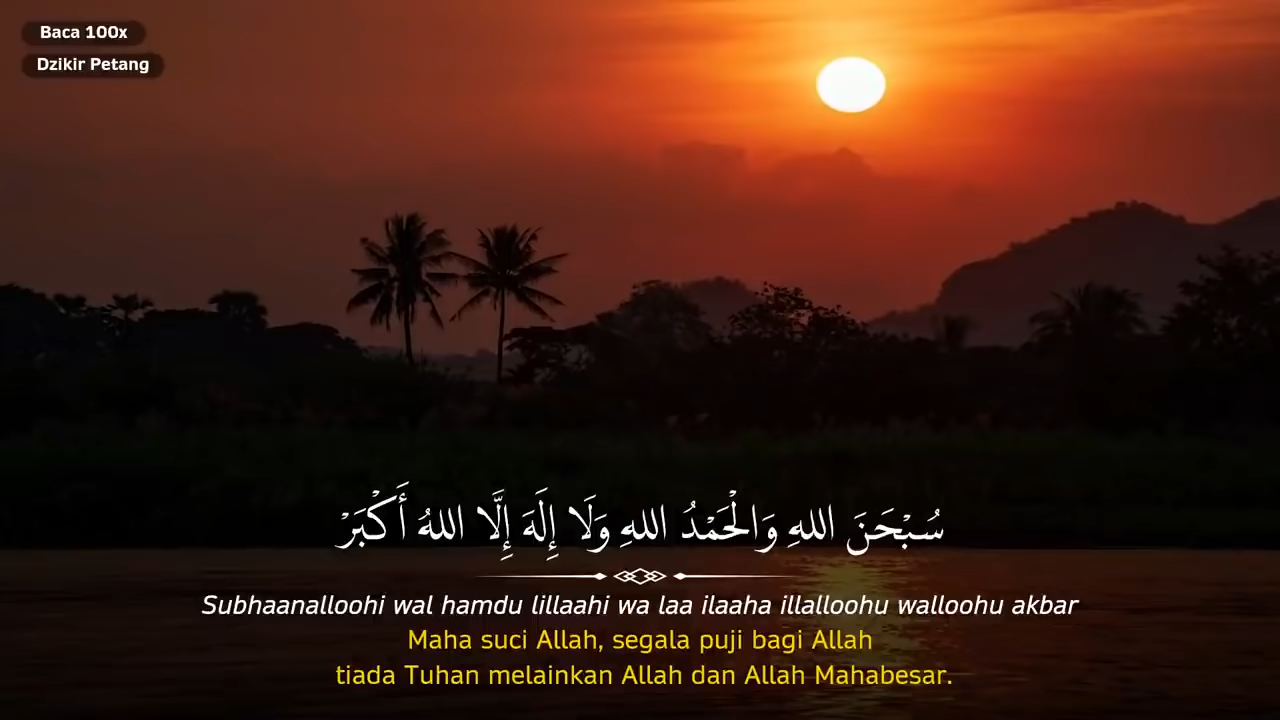 Baca 100x
Dzikir Petang
سُبْحَنَ اللهِ وَالْحَمْدُ اللهِ وَلَا إِلَهَ إِلَّا اللهُ أَكْبَرْ
Subhaanalloohi wal hamdu lillaahi wa laa ilaaha illalloohu walloohu akbar
Maha suci Allah, segala puji bagi Allah
tiada Tuhan melainkan Allah dan Allah Mahabesar.